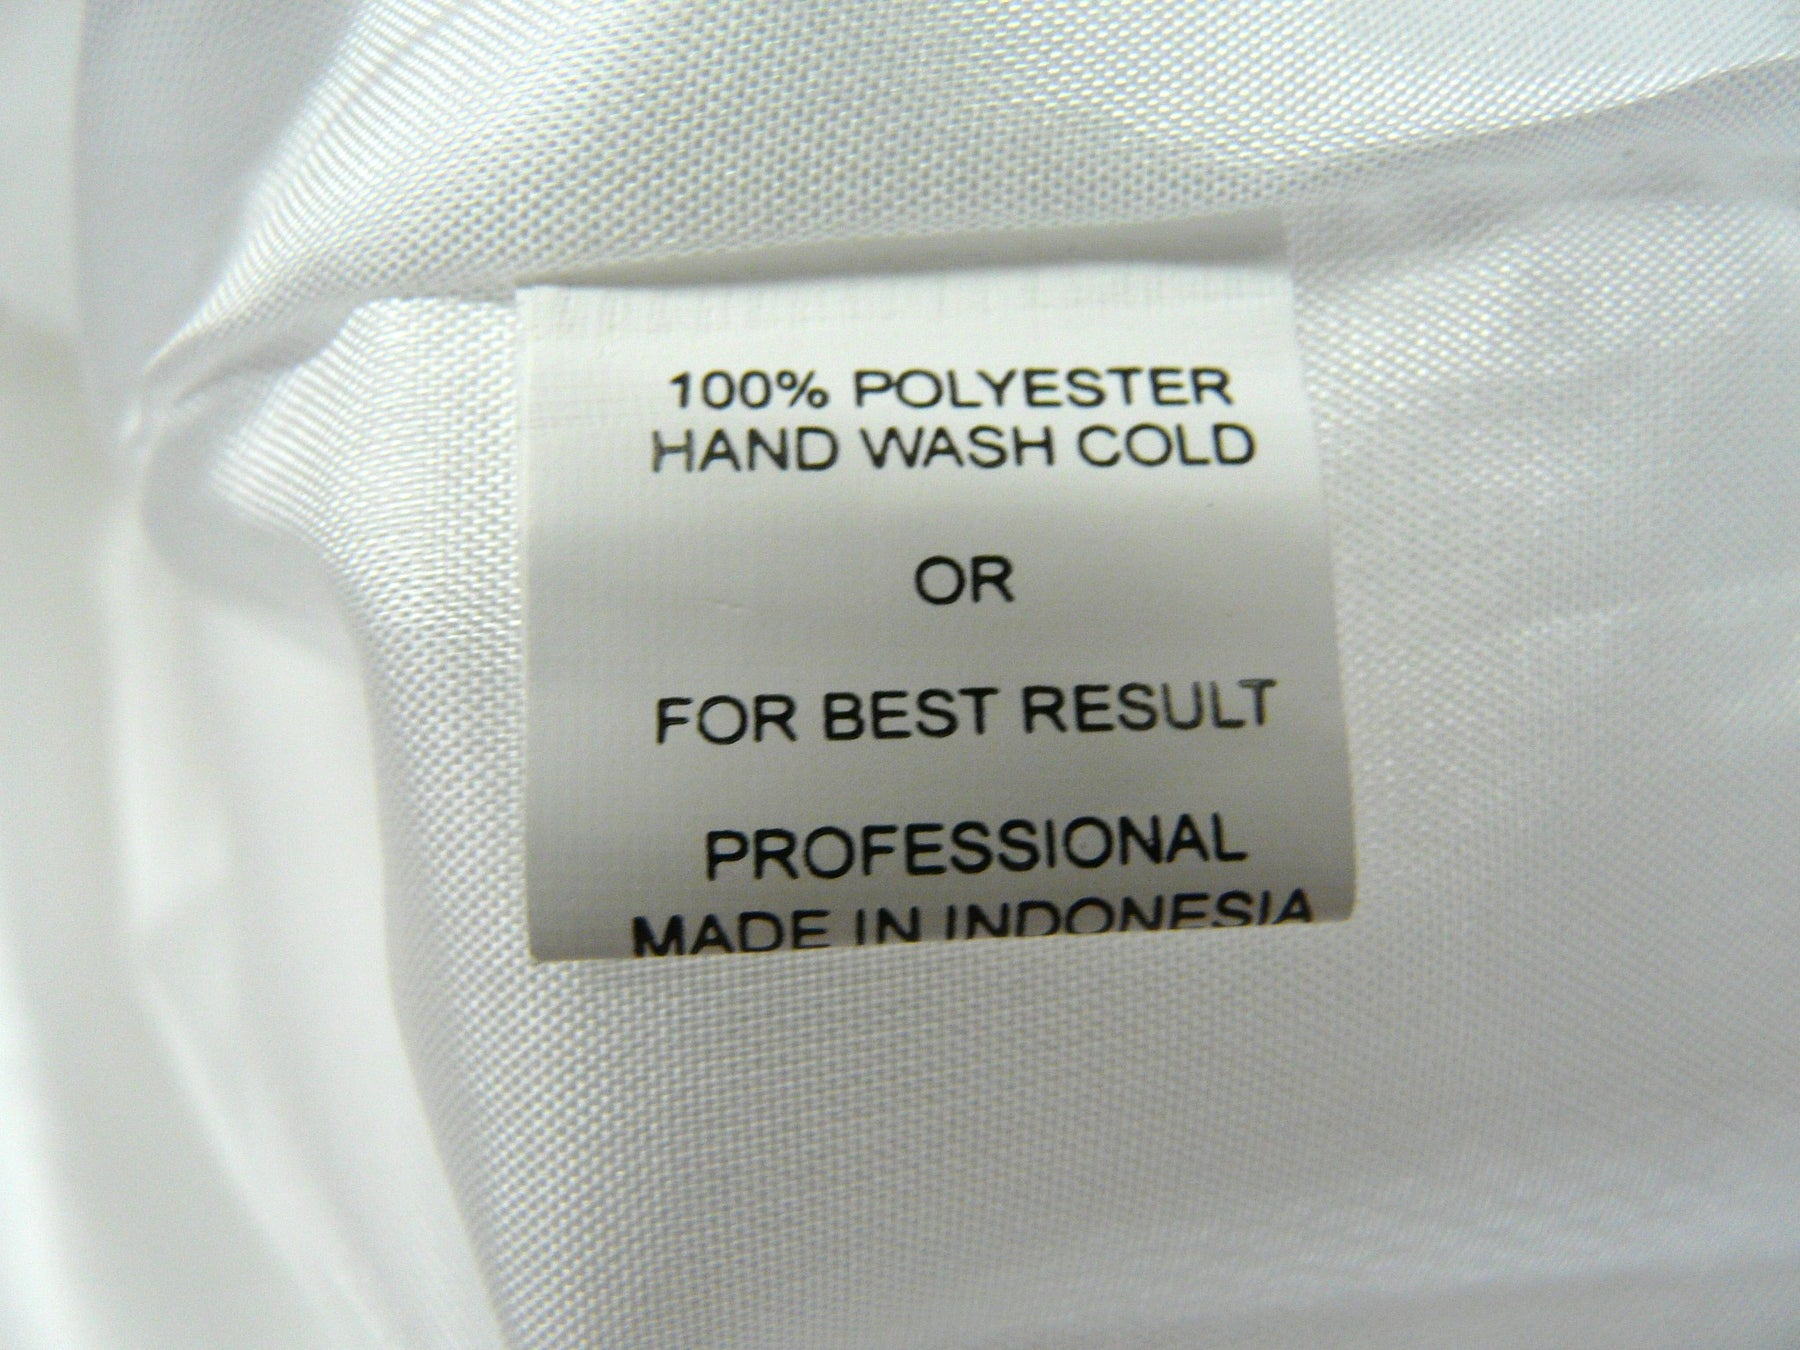 100% POLYESTER
HAND WASH COLD
OR
FOR BEST RESULT
PROFESSIONAL
MADE IN INDONESIA